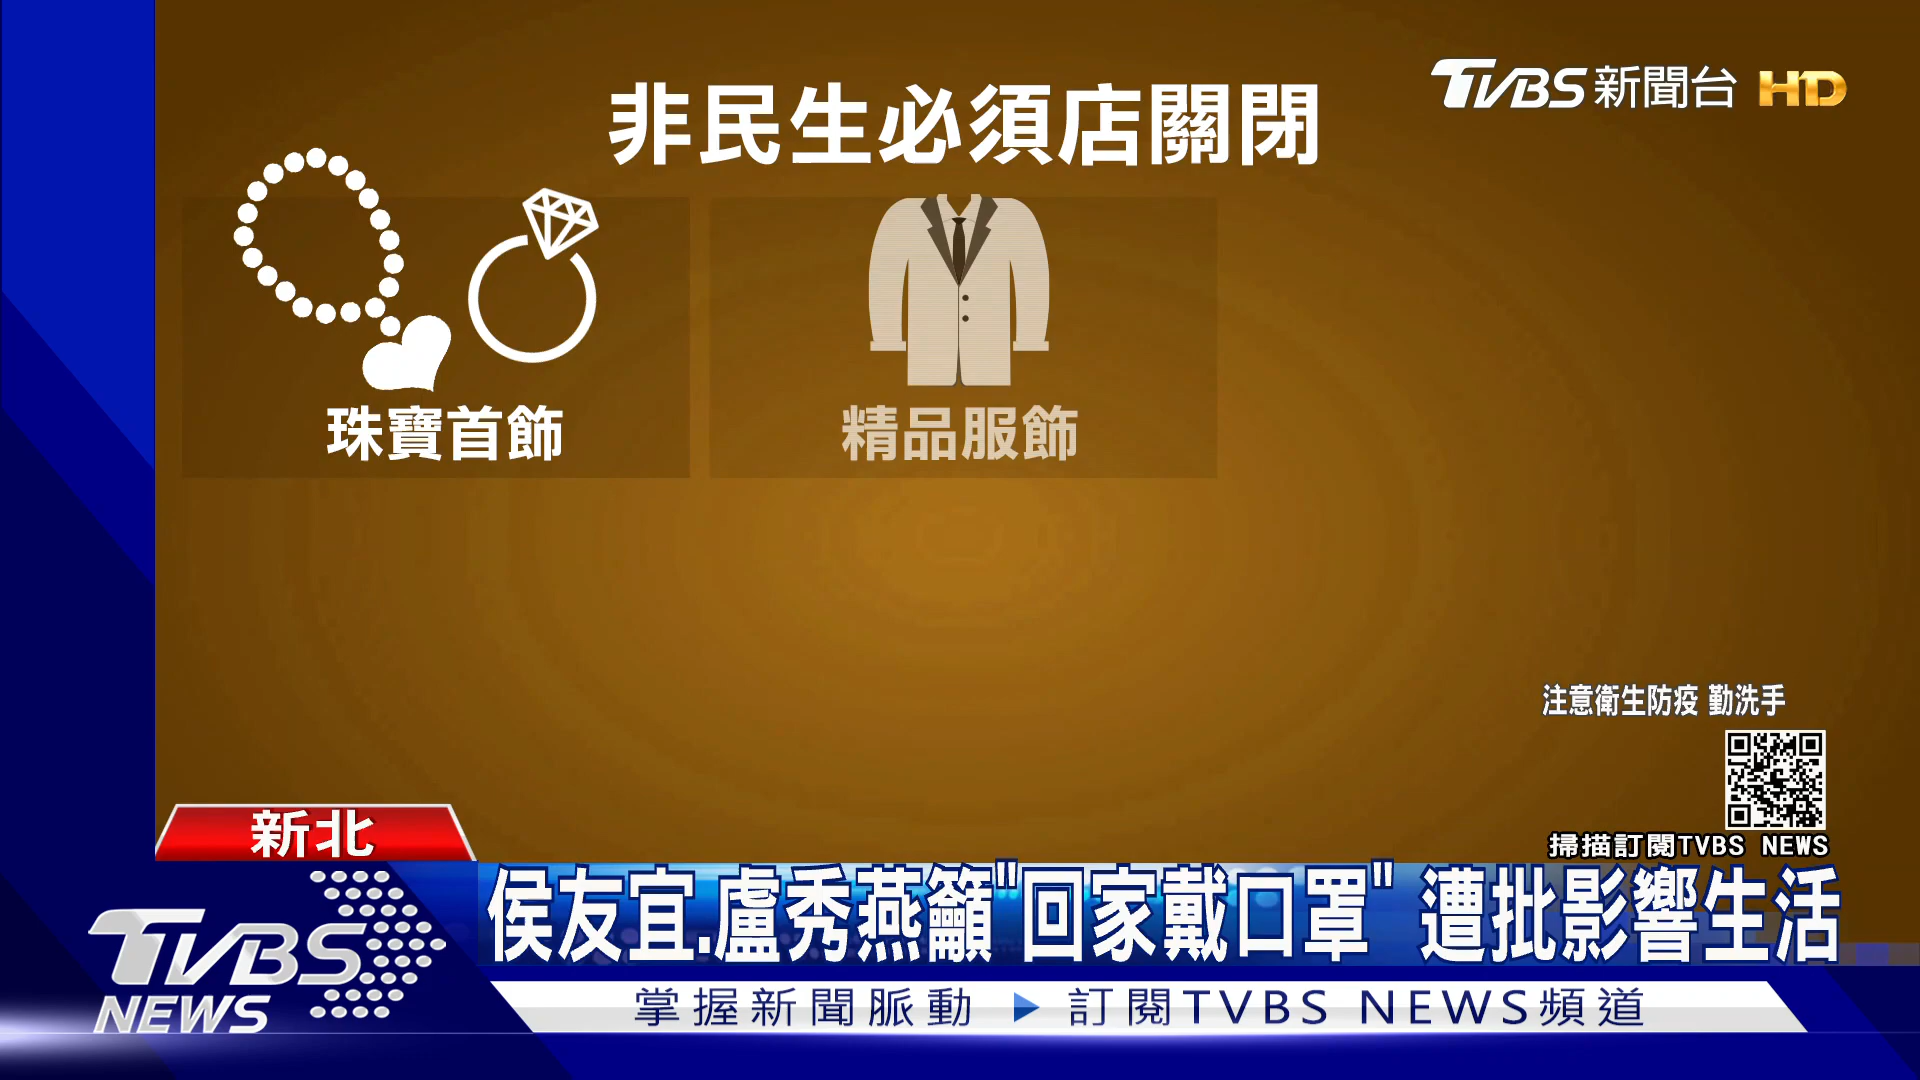 TVBS新聞台 HD
非民生必須店關閉
珠寶首飾
精品服飾
注意衛生防疫 勤洗手
掃描訂閱TVBS NEWS
新北
侯友宜.盧秀燕籲"回家戴口罩" 遭批影響生活
TVBS
NEWS
掌握新聞脈動 ▶ 訂閱TVBS NEWS頻道